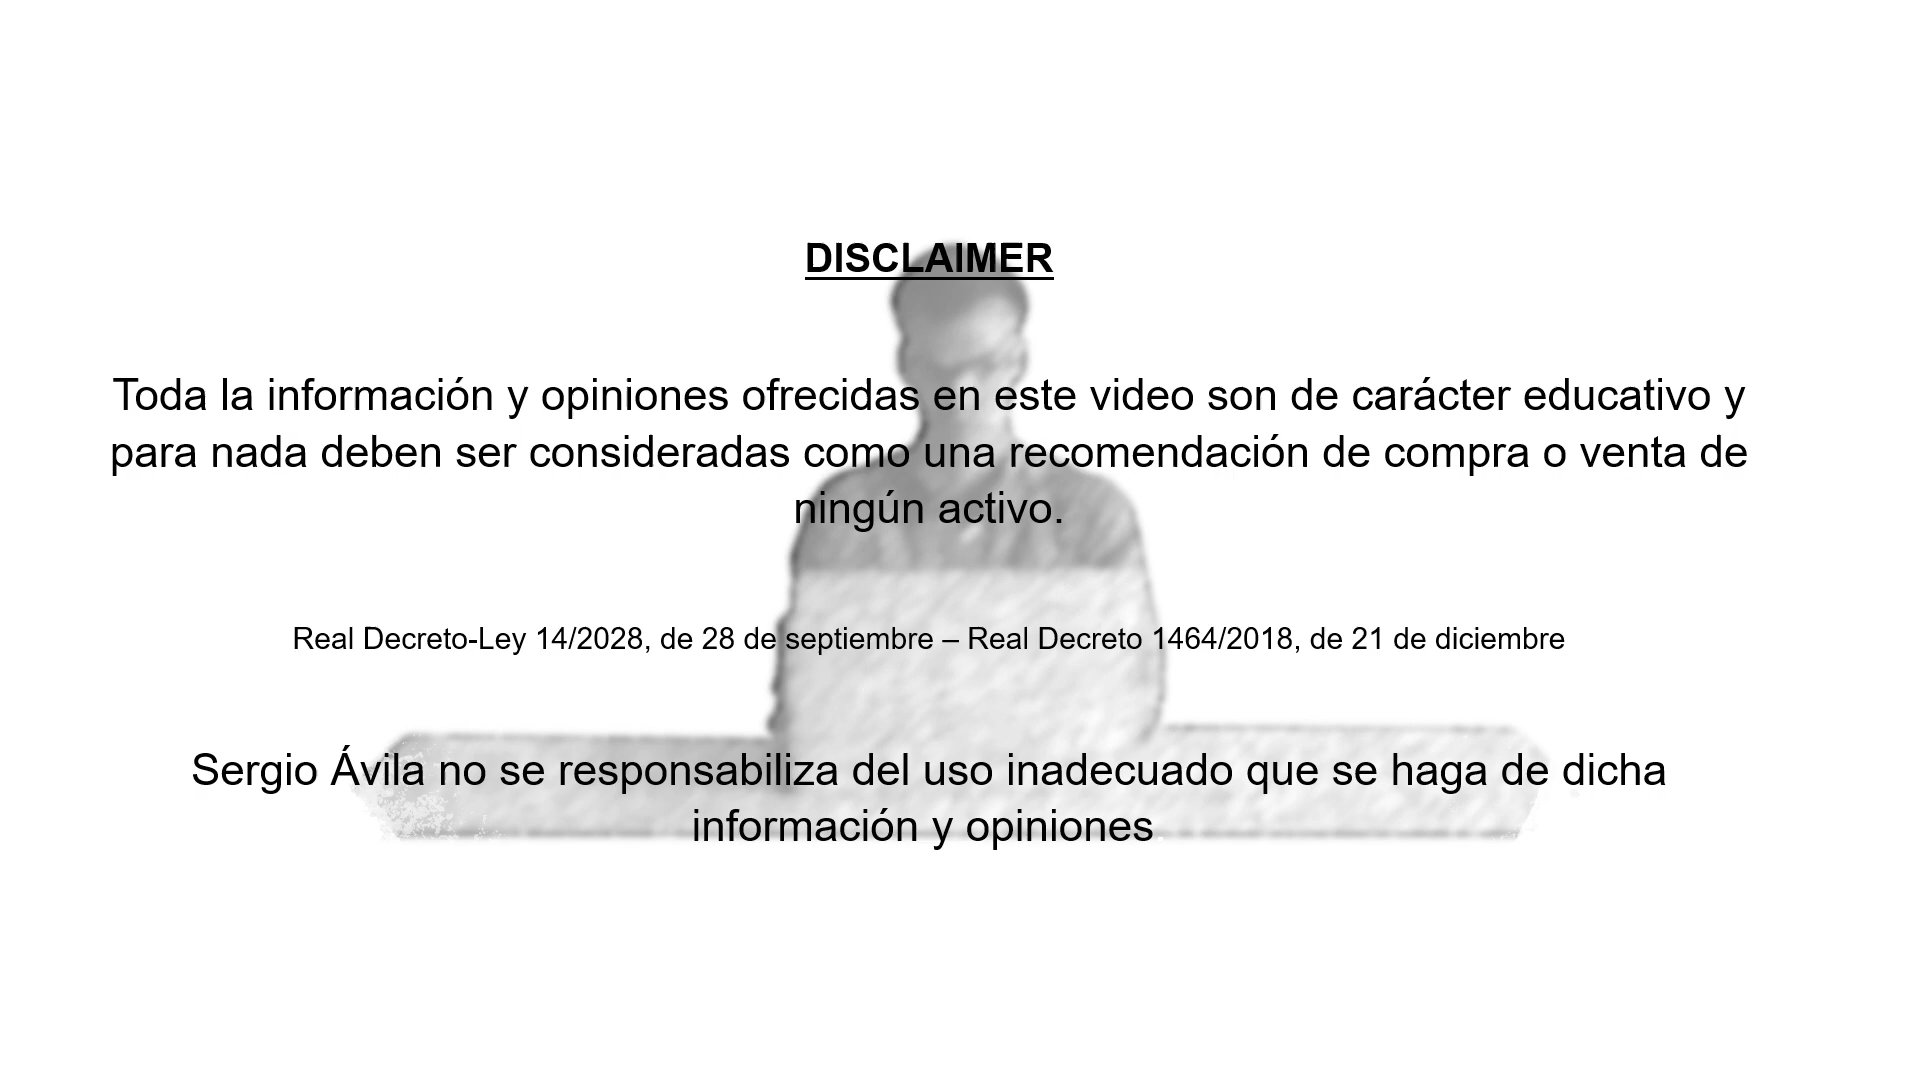 DISCLAIMER
Toda la información y opiniones ofrecidas en este video son de carácter educativo y
para nada deben ser consideradas como una recomendación de compra o venta de
ningún activo.
Real Decreto-Ley 14/2028, de 28 de septiembre – Real Decreto 1464/2018, de 21 de diciembre
Sergio Ávila no se responsabiliza del uso inadecuado que se haga de dicha
información y opiniones